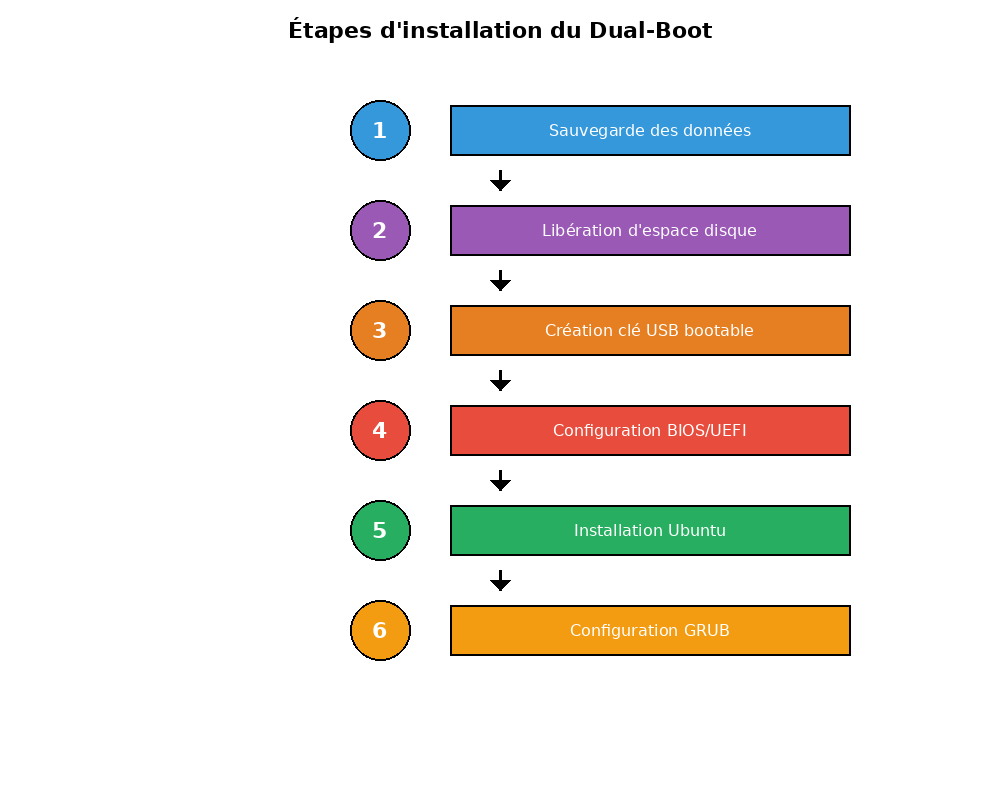 Étapes d'installation du Dual-Boot
1 Sauvegarde des données
2 Libération d'espace disque
3 Création clé USB bootable
4 Configuration BIOS/UEFI
5 Installation Ubuntu
6 Configuration GRUB